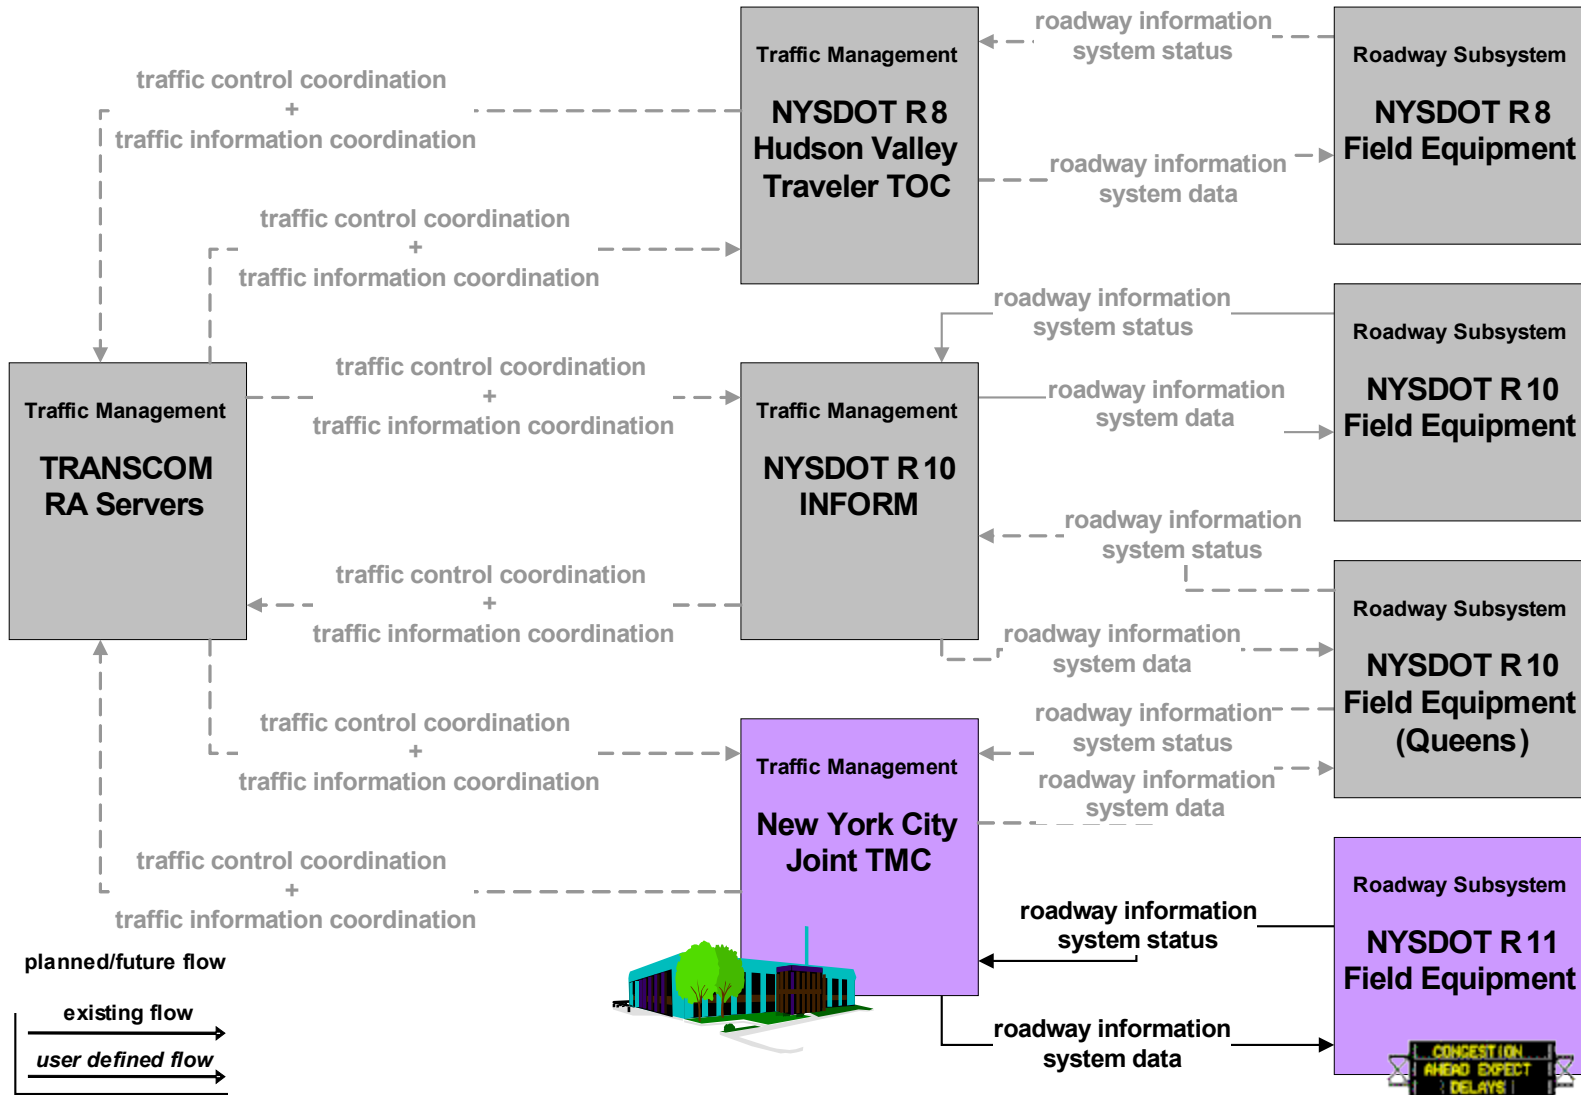 roadway information
system status
Traffic Management
NYSDOT R8
Hudson Valley
Traveler TOC
Roadway Subsystem
NYSDOT R8
Field Equipment
traffic control coordination
+
traffic information coordination
roadway information
system data
traffic control coordination
+
traffic information coordination
roadway information
system status
Roadway Subsystem
NYSDOT R10
Field Equipment
traffic control coordination
+
traffic information coordination
roadway information
system data
Traffic Management
TRANSCOM
RA Servers
Traffic Management
NYSDOT R10
INFORM
roadway information
system status
traffic control coordination
+
traffic information coordination
Roadway Subsystem
NYSDOT R10
Field Equipment
(Queens)
roadway information
system data
roadway information
system status
traffic control coordination
+
traffic information coordination
Traffic Management
New York City
Joint TMC
roadway information
system data
traffic control coordination
+
traffic information coordination
Roadway Subsystem
NYSDOT R11
Field Equipment
roadway information
system status
roadway information
system data
planned/future flow
existing flow
user defined flow
CONGESTION
AHEAD EXPECT
DELAYS